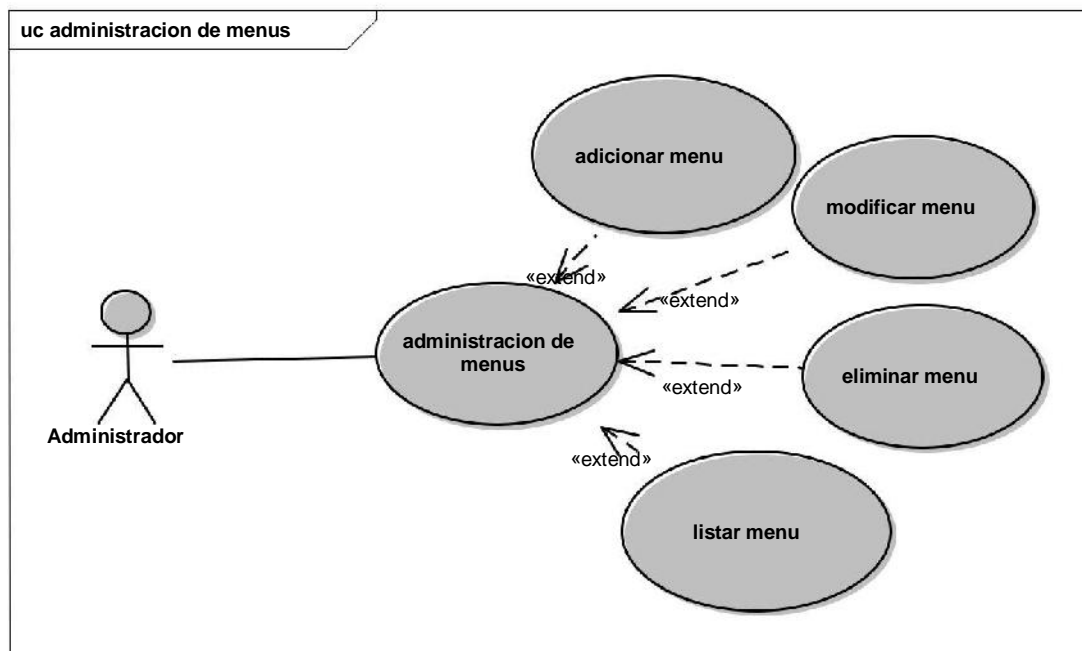 uc administracion de menus
adicionar menu
modificar menu
«extend»
«extend»
administracion de
menus
eliminar menu
«extend»
Administrador
«extend»
listar menu